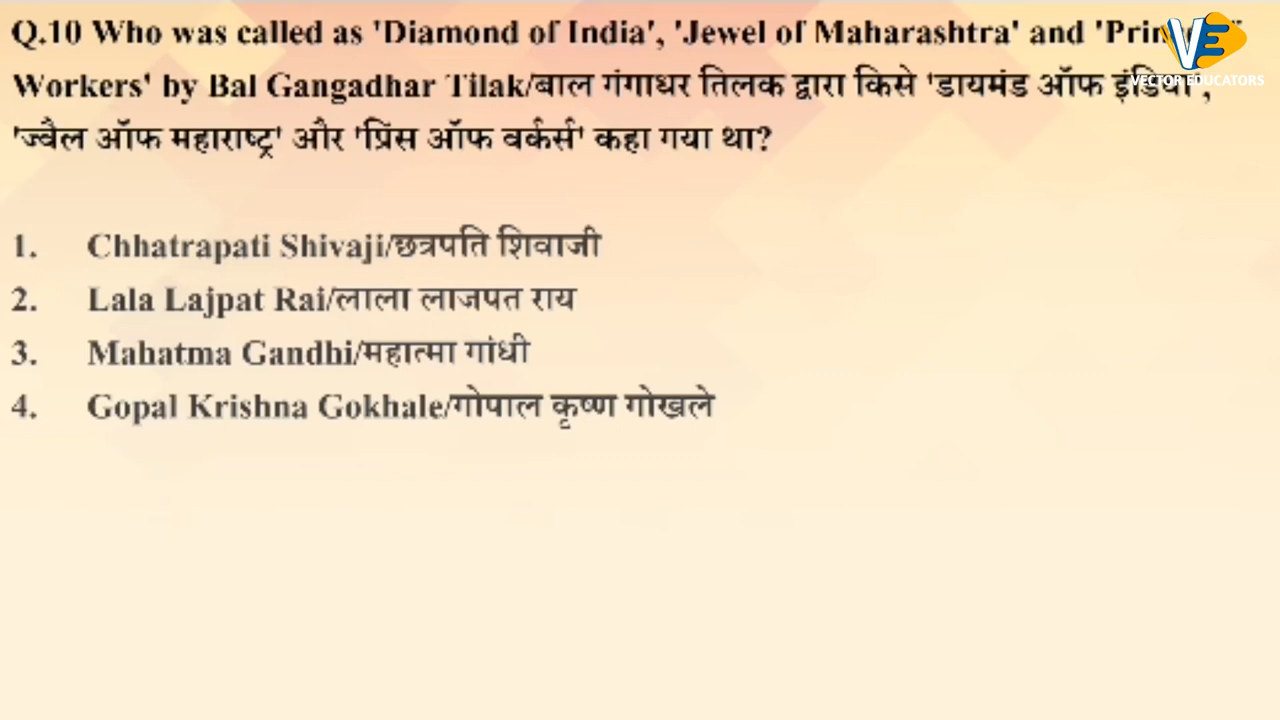 Q.10 Who was called as 'Diamond of India', 'Jewel of Maharashtra' and
Workers' by Bal Gangadhar Tilak/बाल गंगाधर तिलक द्वारा किसे 'डायमंड ऑफ इंडिया',
'ज्वैल ऑफ महाराष्ट्र' और 'प्रिंस ऑफ वर्कर्स' कहा गया था?
1. Chhatrapati Shivaji/छत्रपति शिवाजी
2. Lala Lajpat Rai/लाला लाजपत राय
3. Mahatma Gandhi/महात्मा गांधी
4. Gopal Krishna Gokhale/गोपाल कृष्ण गोखले
VE
VECTOR EDUCATORS